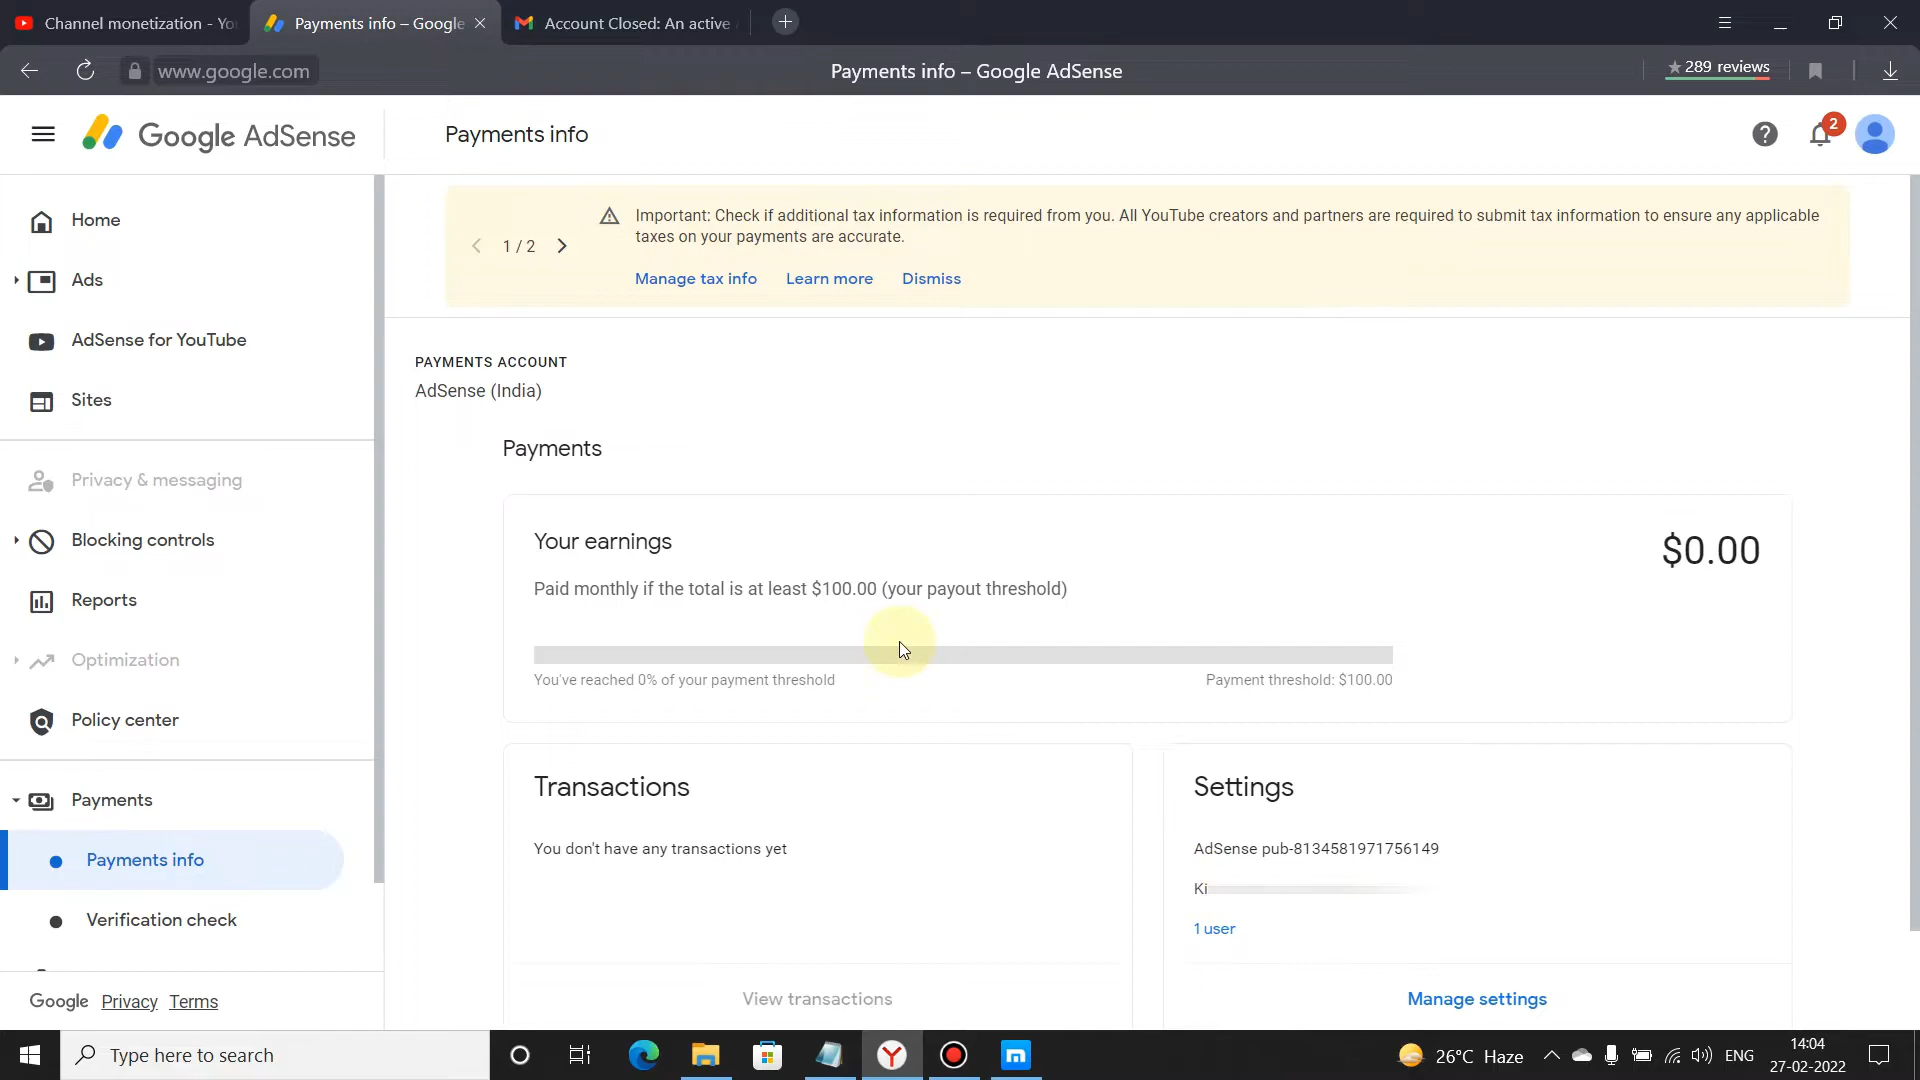 Channel monetization - Yo
Payments info – Google
Account Closed: An active
www.google.com
Payments info – Google AdSense
★289 reviews
Google AdSense
Payments info
2
Home
Ads
AdSense for YouTube
Sites
Privacy & messaging
Blocking controls
Reports
Optimization
Policy center
Payments
Payments info
Verification check
Google Privacy Terms
1 / 2
Important: Check if additional tax information is required from you. All YouTube creators and partners are required to submit tax information to ensure any applicable
taxes on your payments are accurate.
Manage tax info Learn more Dismiss
PAYMENTS ACCOUNT
AdSense (India)
Payments
Your earnings
$0.00
Paid monthly if the total is at least $100.00 (your payout threshold)
You've reached 0% of your payment threshold
Payment threshold: $100.00
Transactions
You don't have any transactions yet
View transactions
Settings
AdSense pub-8134581971756149
Ki
1 user
Manage settings
Type here to search
26°C Haze
ENG
14:04
27-02-2022